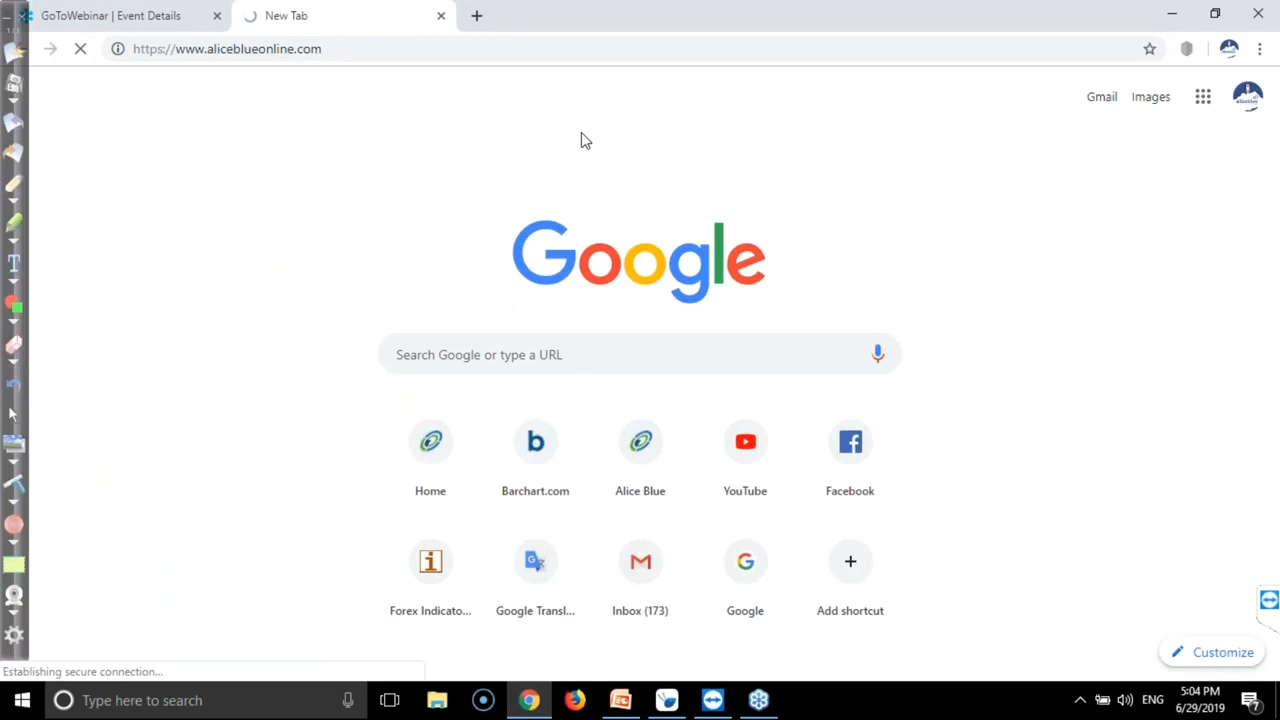 GoToWebinar | Event Details
New Tab
https://www.aliceblueonline.com
Gmail
Images
Google
Search Google or type a URL
Home
Barchart.com
Alice Blue
YouTube
Facebook
Forex Indicato...
Google Transl...
Inbox (173)
Google
Add shortcut
Customize
Establishing secure connection...
Type here to search
ENG
5:04 PM
6/29/2019
7